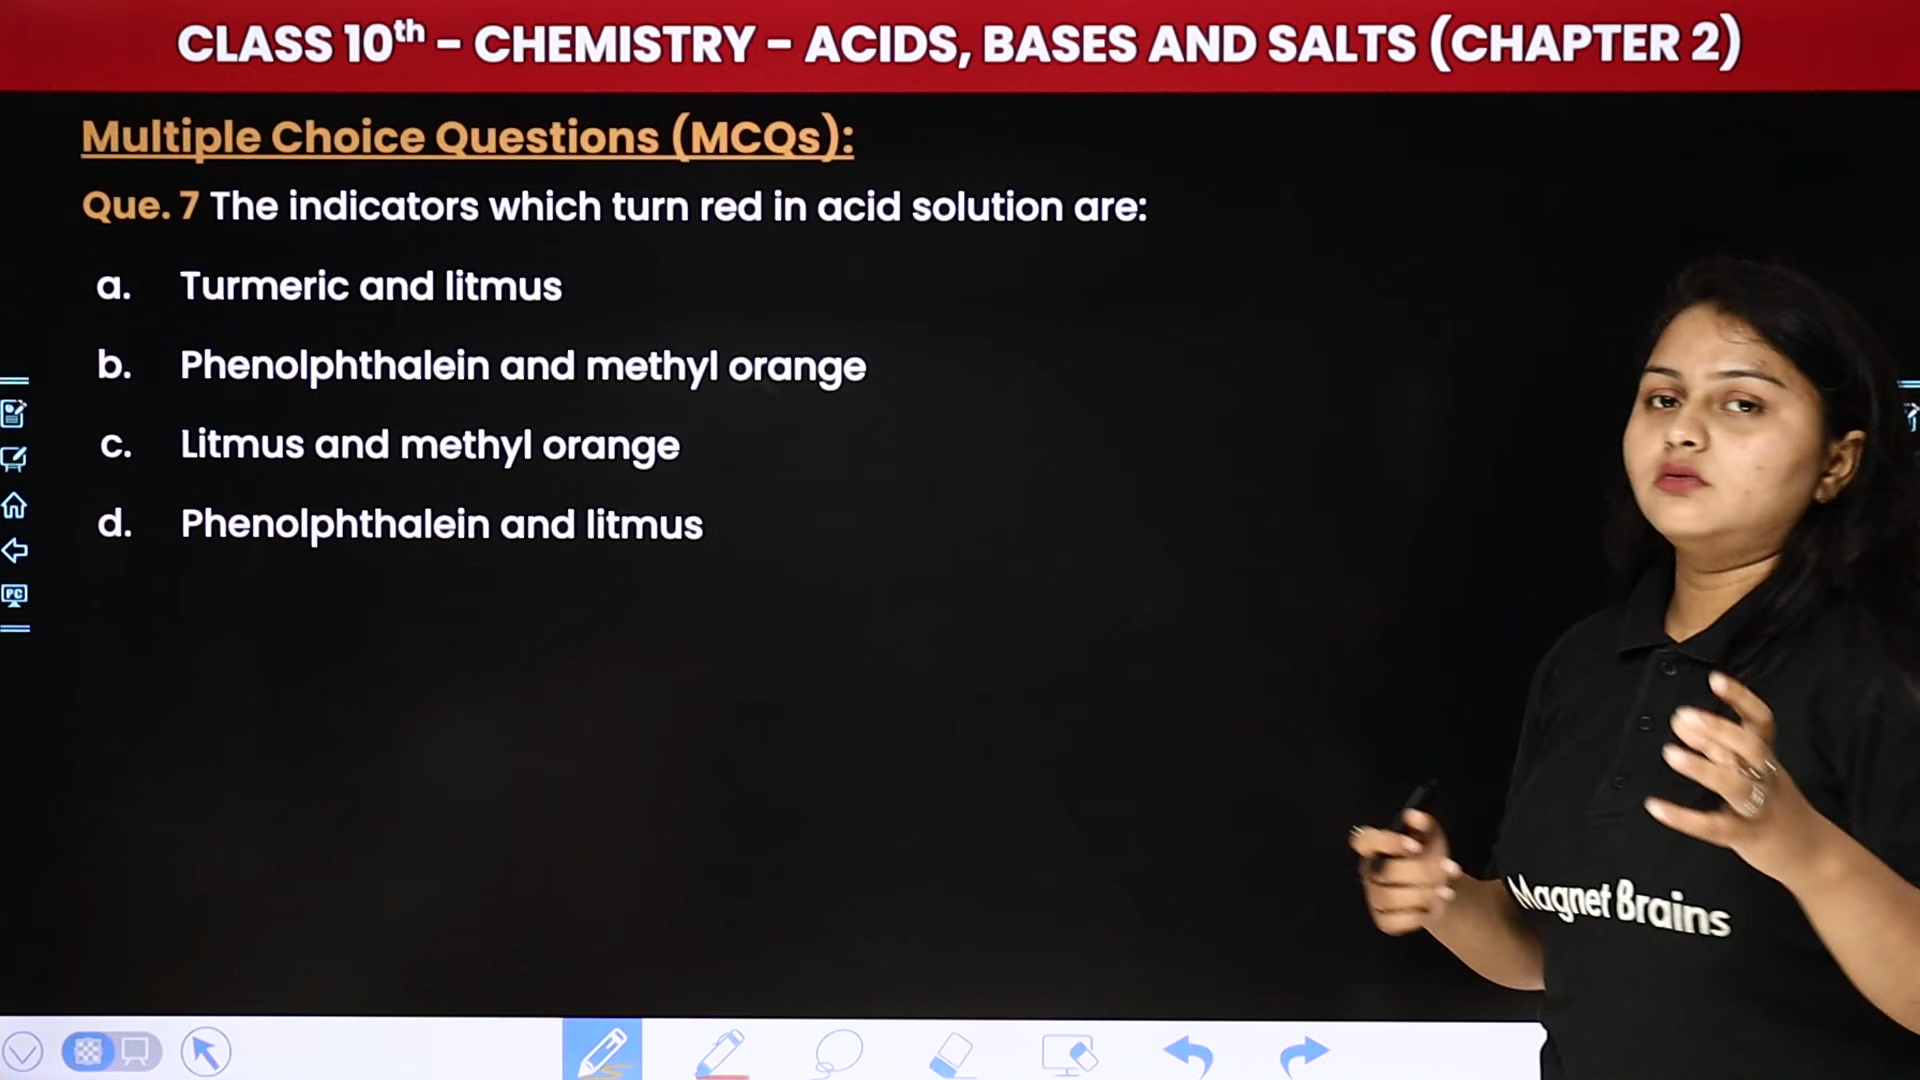 CLASS 10th - CHEMISTRY - ACIDS, BASES AND SALTS (CHAPTER 2)
Multiple Choice Questions (MCQs):
Que. 7 The indicators which turn red in acid solution are:
a. Turmeric and litmus
b. Phenolphthalein and methyl orange
c. Litmus and methyl orange
d. Phenolphthalein and litmus
PC
Magnet Brains